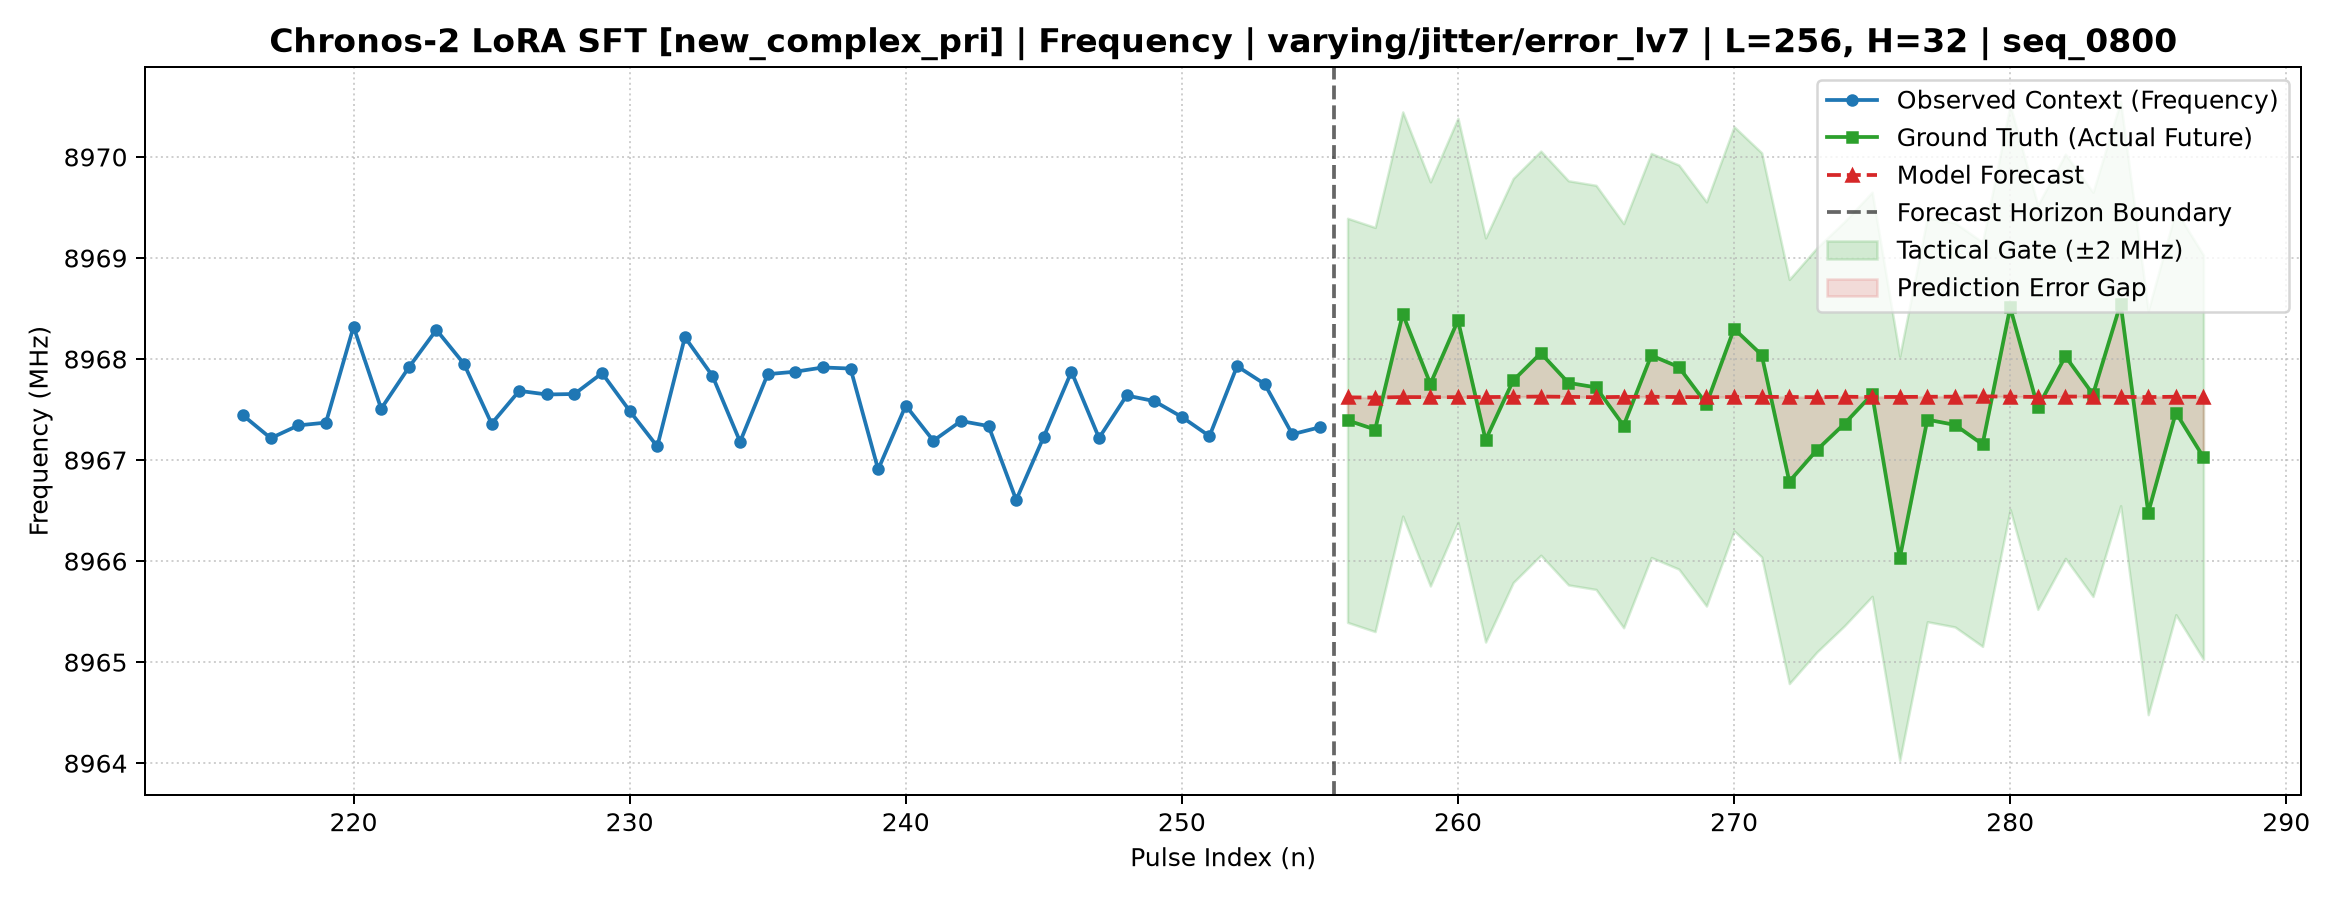 Chronos-2 LoRA SFT [new_complex_pri] | Frequency | varying/jitter/error_lv7 | L=256, H=32 | seq_0800
Observed Context (Frequency)
Ground Truth (Actual Future)
Model Forecast
Forecast Horizon Boundary
Tactical Gate (±2 MHz)
Prediction Error Gap
Frequency (MHz)
8970
8969
8968
8967
8966
8965
8964
220
230
240
250
260
270
280
290
Pulse Index (n)